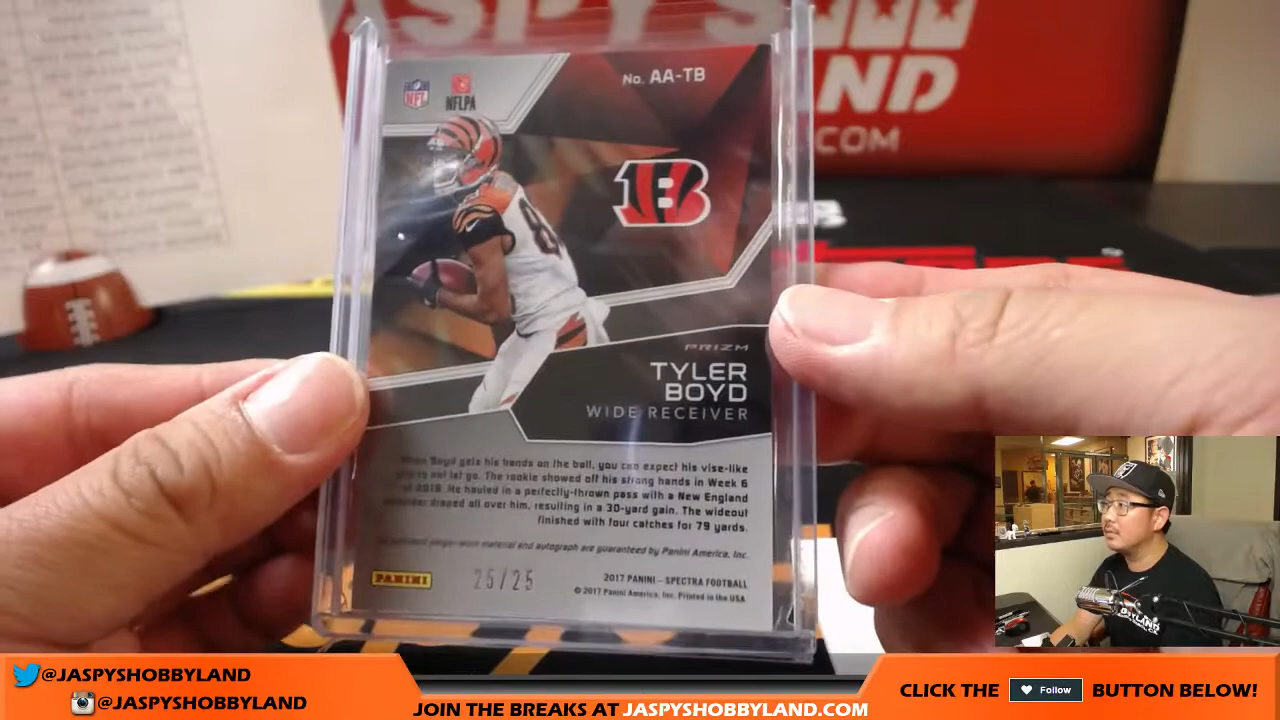 JASPY'S
LAND
.COM
NFL
NFLPA
No. AA-TB
B
PRIZM
TYLER
BOYD
WIDE RECEIVER
When Boyd gets his hands on the ball, you can expect his vise-like
not let go. The rookie showed off his strong hands in Week 6
of 2016. He hauled in a perfectly-thrown pass with a New England
defender draped all over him, resulting in a 30-yard gain. The wideout
finished with four catches for 79 yards.
The enclosed player-worn material and autograph are guaranteed by Panini America, Inc.
PANINI
25/25
2017 PANINI – SPECTRA FOOTBALL
© 2017 Panini America, Inc. Printed in the USA
@JASPYSHOBBYLAND
@JASPYSHOBBYLAND
JOIN THE BREAKS AT JASPYSHOBBYLAND.COM
CLICK THE Follow BUTTON BELOW!